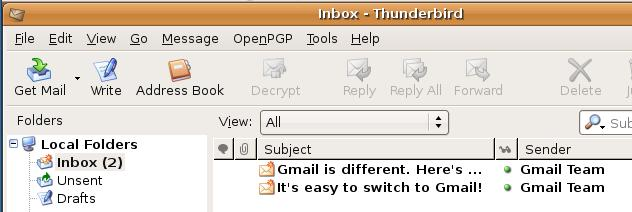 Inbox - Thunderbird
File Edit View Go Message OpenPGP Tools Help
Get Mail Write Address Book Decrypt Reply Reply All Forward Delete
Folders View: All Sub
Local Folders Subject Sender
Inbox (2) Gmail is different. Here's ... Gmail Team
Unsent It's easy to switch to Gmail! Gmail Team
Drafts